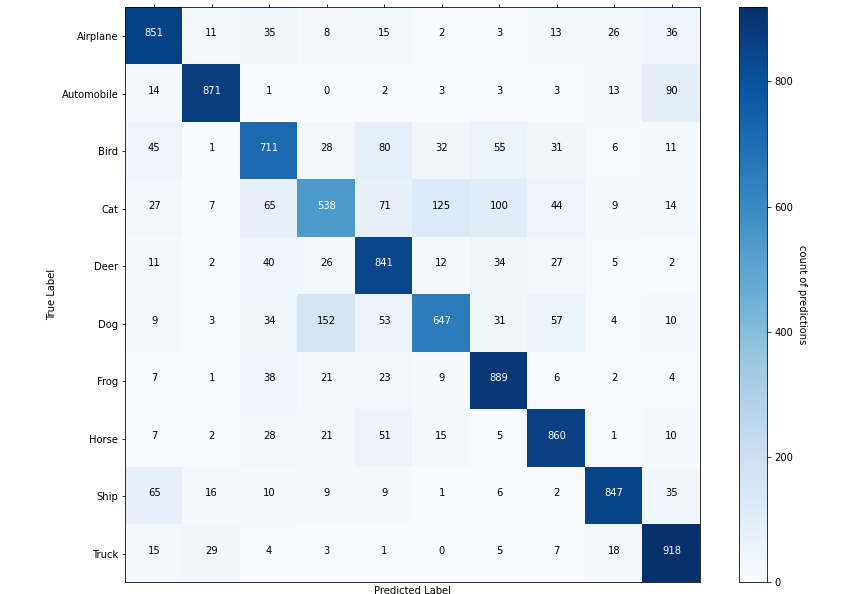 Airplane 851 11 35 8 15 2 3 13 26 36
Automobile 14 871 1 0 2 3 3 3 13 90
Bird 45 1 711 28 80 32 55 31 6 11
Cat 27 7 65 538 71 125 100 44 9 14
Deer 11 2 40 26 841 12 34 27 5 2
Dog 9 3 34 152 53 647 31 57 4 10
Frog 7 1 38 21 23 9 889 6 2 4
Horse 7 2 28 21 51 15 5 860 1 10
Ship 65 16 10 9 9 1 6 2 847 35
Truck 15 29 4 3 1 0 5 7 18 918
True Label
Predicted Label
800
600
400
200
0
count of predictions